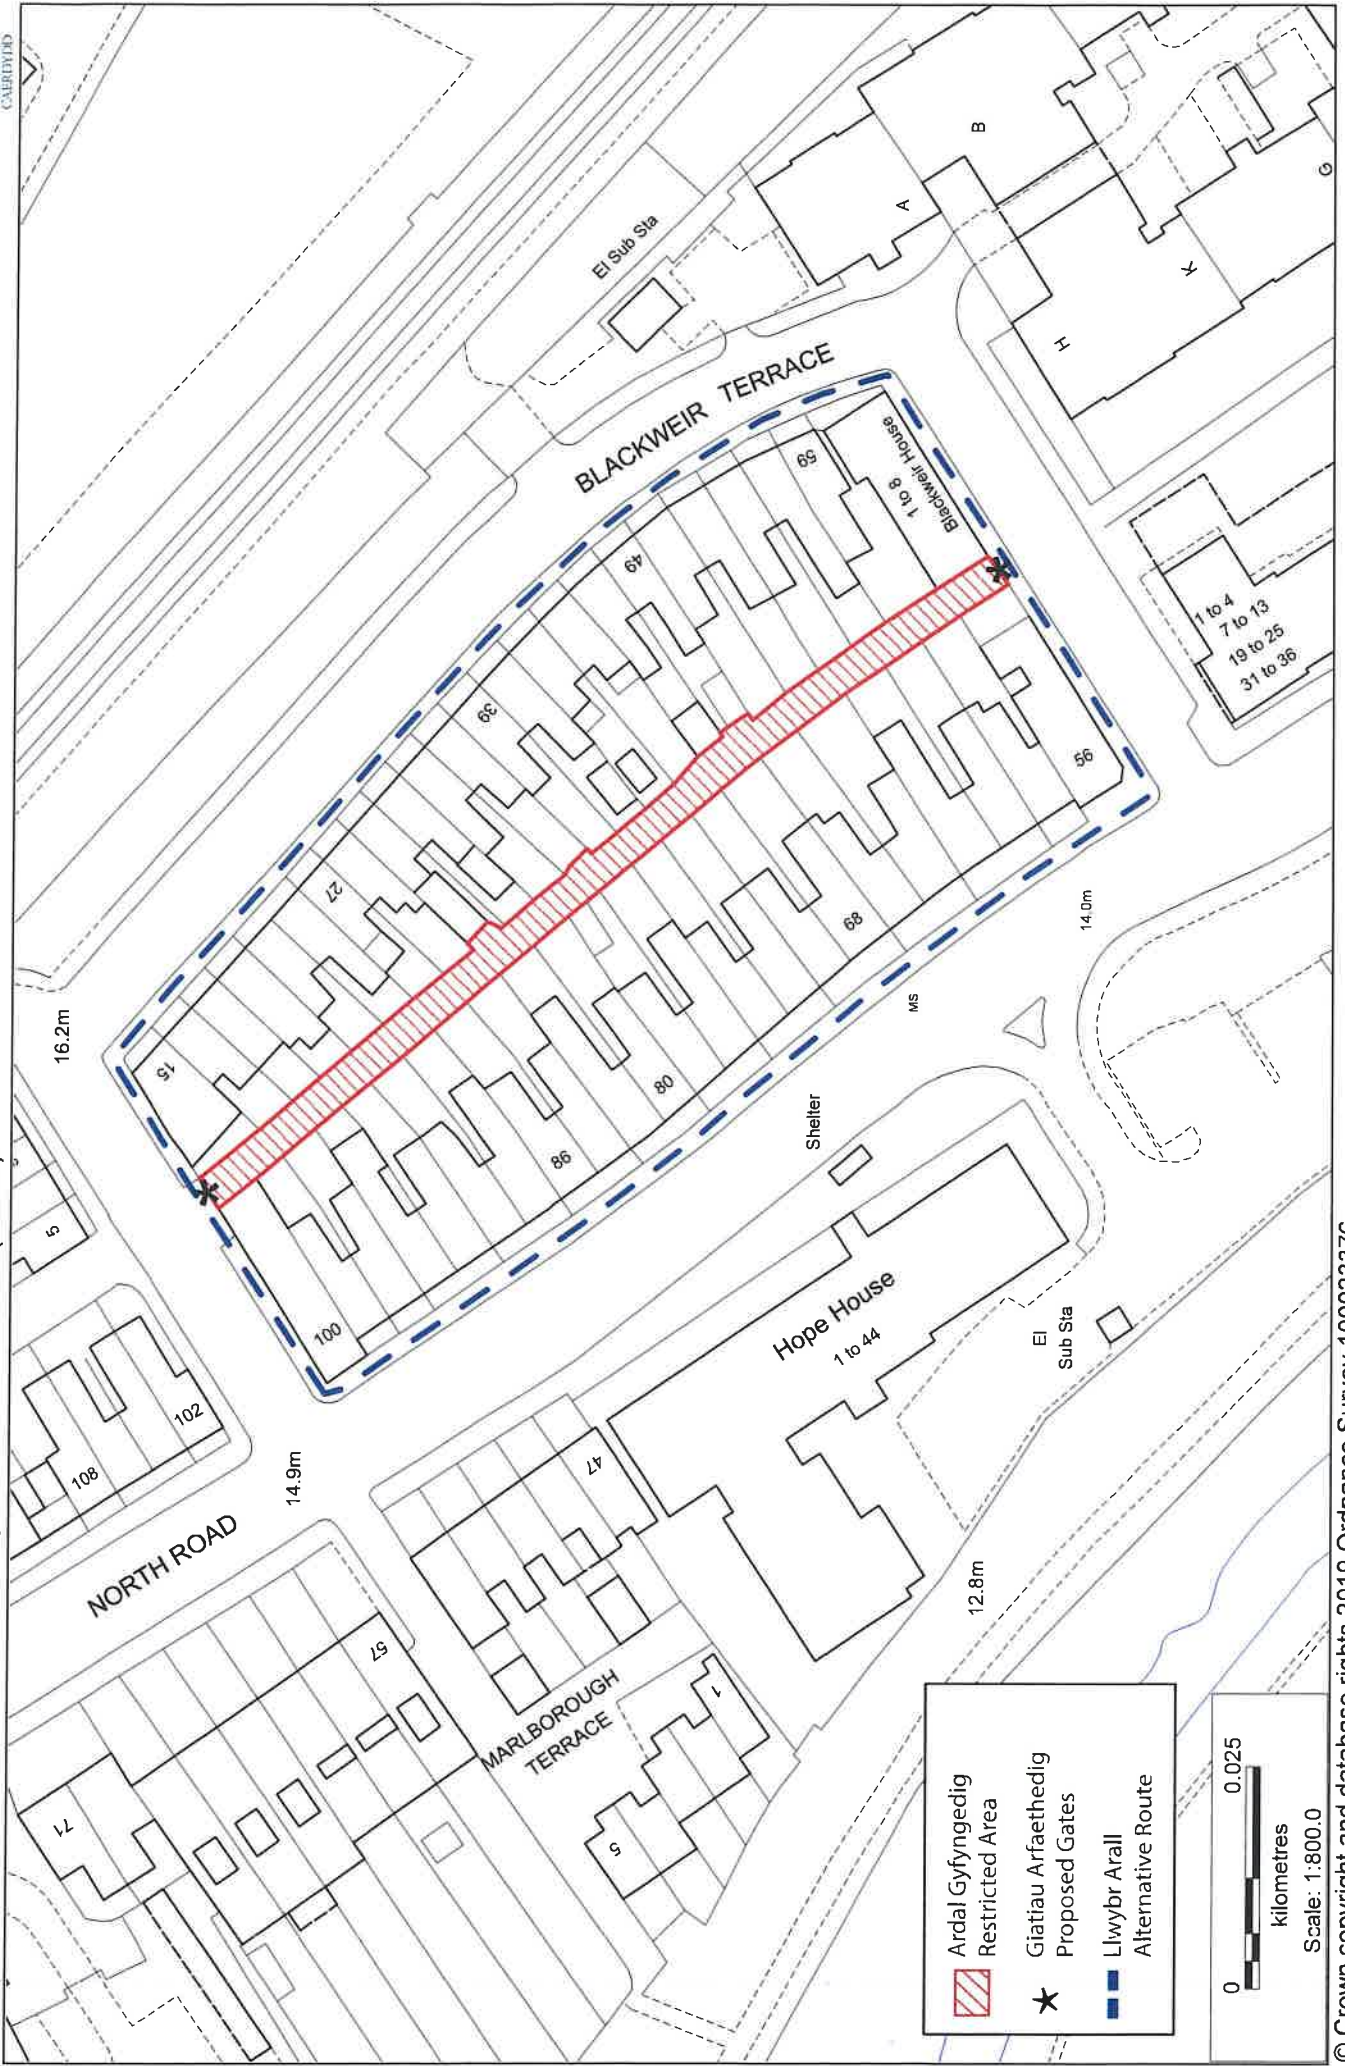 CAERDYDD
16.2m
5
108
102
NORTH ROAD
14.9m
100
15
27
39
49
59
BLACKWEIR TERRACE
El Sub Sta
A
B
H
K
G
1 to 8
Blackweir House
1 to 4
7 to 13
19 to 25
31 to 36
56
68
80
86
14.0m
MS
Shelter
Hope House
1 to 44
El
Sub Sta
12.8m
47
57
71
MARLBOROUGH
TERRACE
1
5
Ardal Gyfyngedig
Restricted Area
Giatiau Arfaethedig
Proposed Gates
Llwybr Arall
Alternative Route
0 0.025
kilometres
Scale: 1:800.0